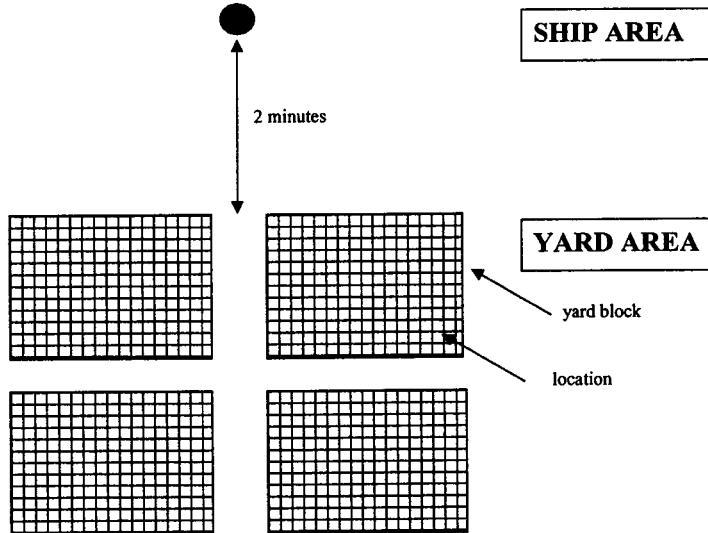 SHIP AREA
2 minutes
YARD AREA
yard block
location